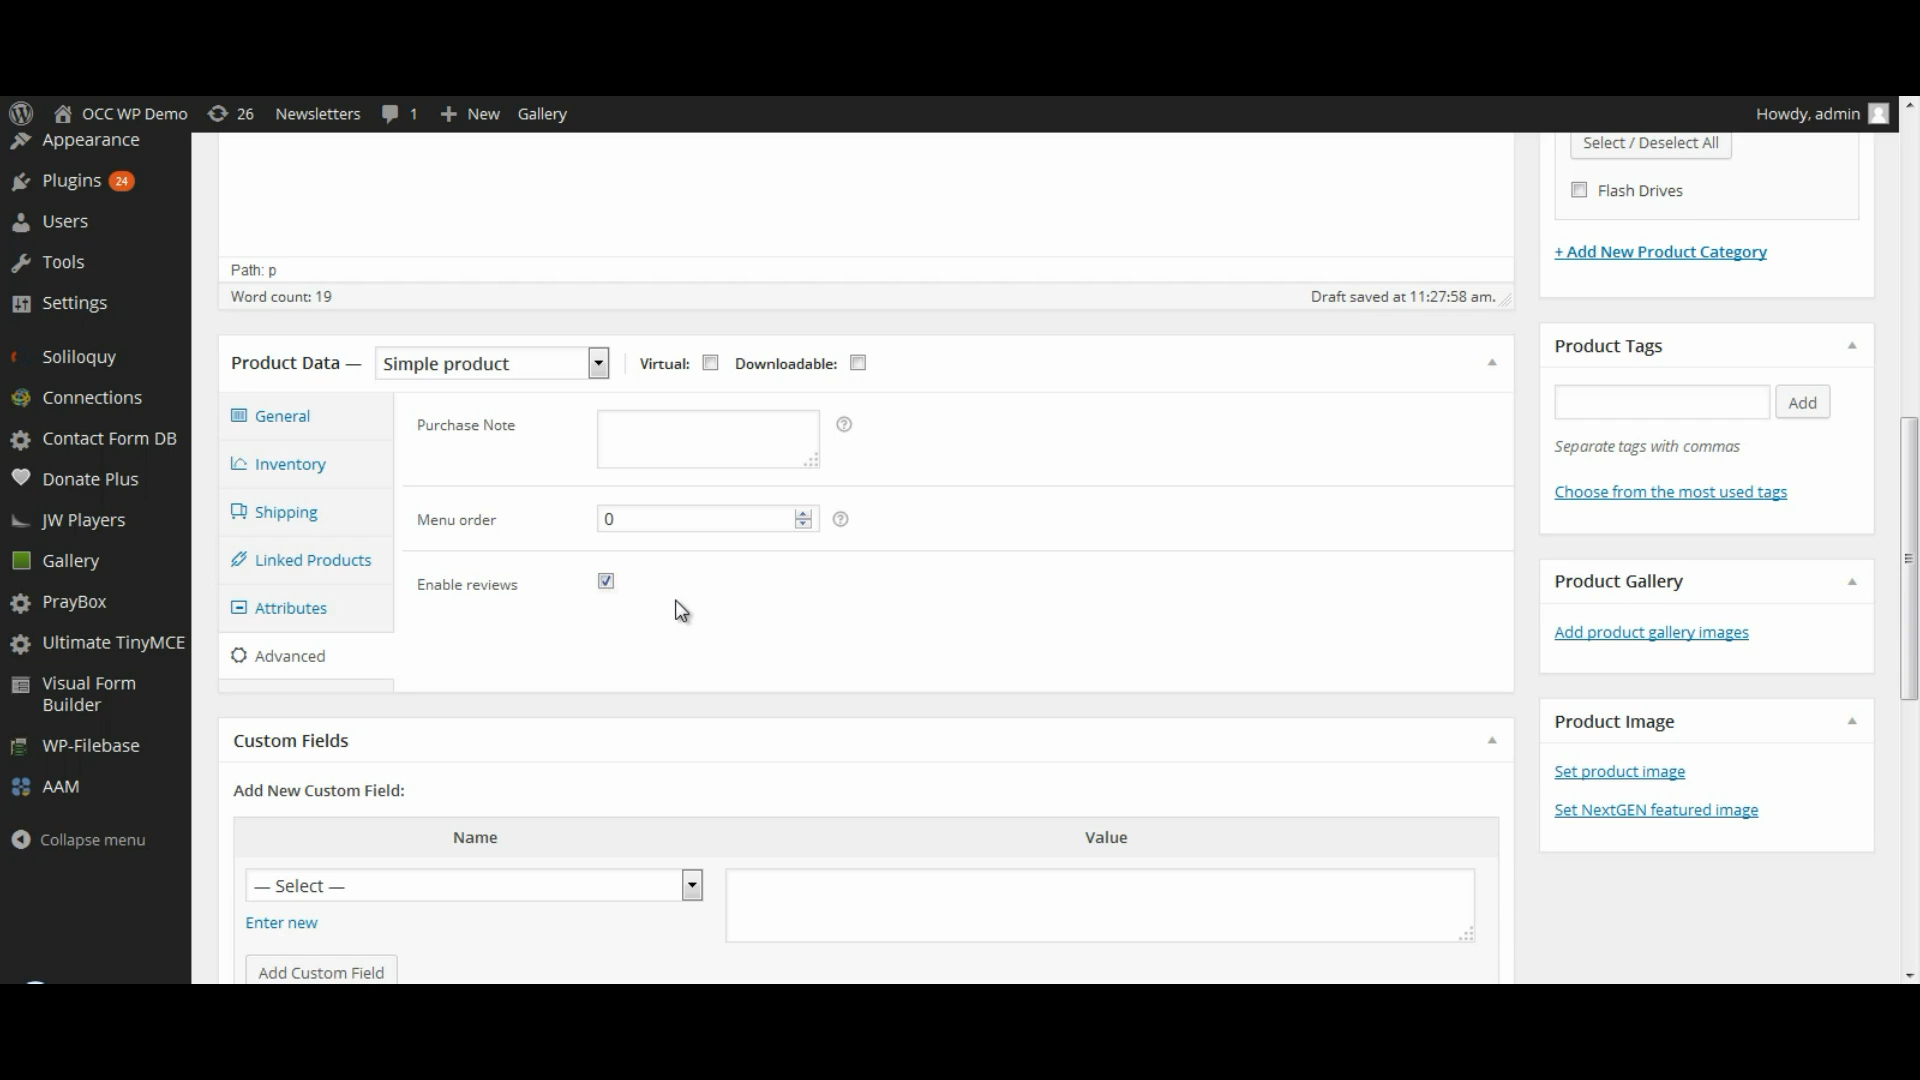 OCC WP Demo 26 Newsletters 1 New Gallery Howdy, admin
Appearance
Plugins 24
Users
Tools
Settings
Soliloquy
Connections
Contact Form DB
Donate Plus
JW Players
Gallery
PrayBox
Ultimate TinyMCE
Visual Form
Builder
WP-Filebase
AAM
Collapse menu
Path: p
Word count: 19 Draft saved at 11:27:58 am.
Product Data — Simple product Virtual: Downloadable:
General
Inventory
Shipping
Linked Products
Attributes
Advanced
Purchase Note
Menu order 0
Enable reviews
Custom Fields
Add New Custom Field:
Name Value
— Select —
Enter new
Add Custom Field
Select / Deselect All
Flash Drives
+ Add New Product Category
Product Tags
Add
Separate tags with commas
Choose from the most used tags
Product Gallery
Add product gallery images
Product Image
Set product image
Set NextGEN featured image